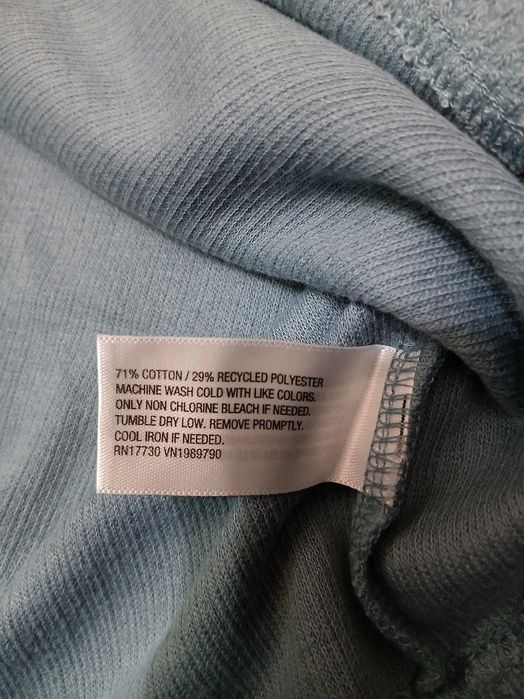 71% COTTON / 29% RECYCLED POLYESTER
MACHINE WASH COLD WITH LIKE COLORS.
ONLY NON CHLORINE BLEACH IF NEEDED.
TUMBLE DRY LOW. REMOVE PROMPTLY.
COOL IRON IF NEEDED.
RN17730 VN1989790